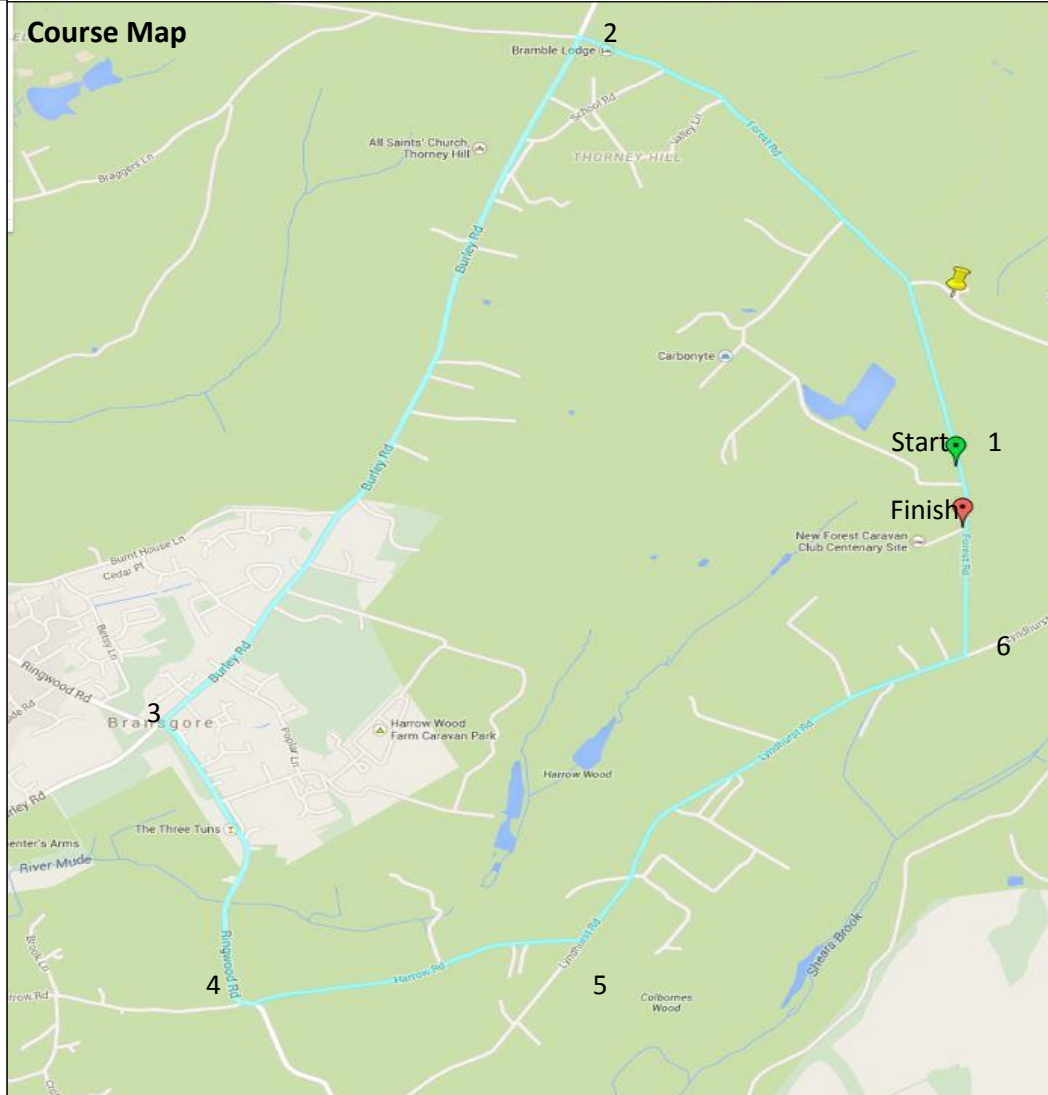 Course Map
2
Bramble Lodge
School Rd
Valley Ln
All Saints' Church,
Thorney Hill
THORNEY HILL
Forest Rd
Braggers Ln
Burley Rd
Carbonyte
Start
1
Burley Rd
Finish
New Forest Caravan
Club Centenary Site
Forest Rd
Burnt House Ln
Cedar Pl
Betsy Ln
Burley Rd
6
Lyndhurst
Ringwood Rd
3
Bransgore
Poplar Ln
Harrow Wood
Farm Caravan Park
Lyndhurst Rd
Harrow Wood
The Three Tuns
River Mude
Shears Brook
Brook Ln
Ringwood Rd
Lyndhurst Rd
4
Harrow Rd
5
Colbornes
Wood